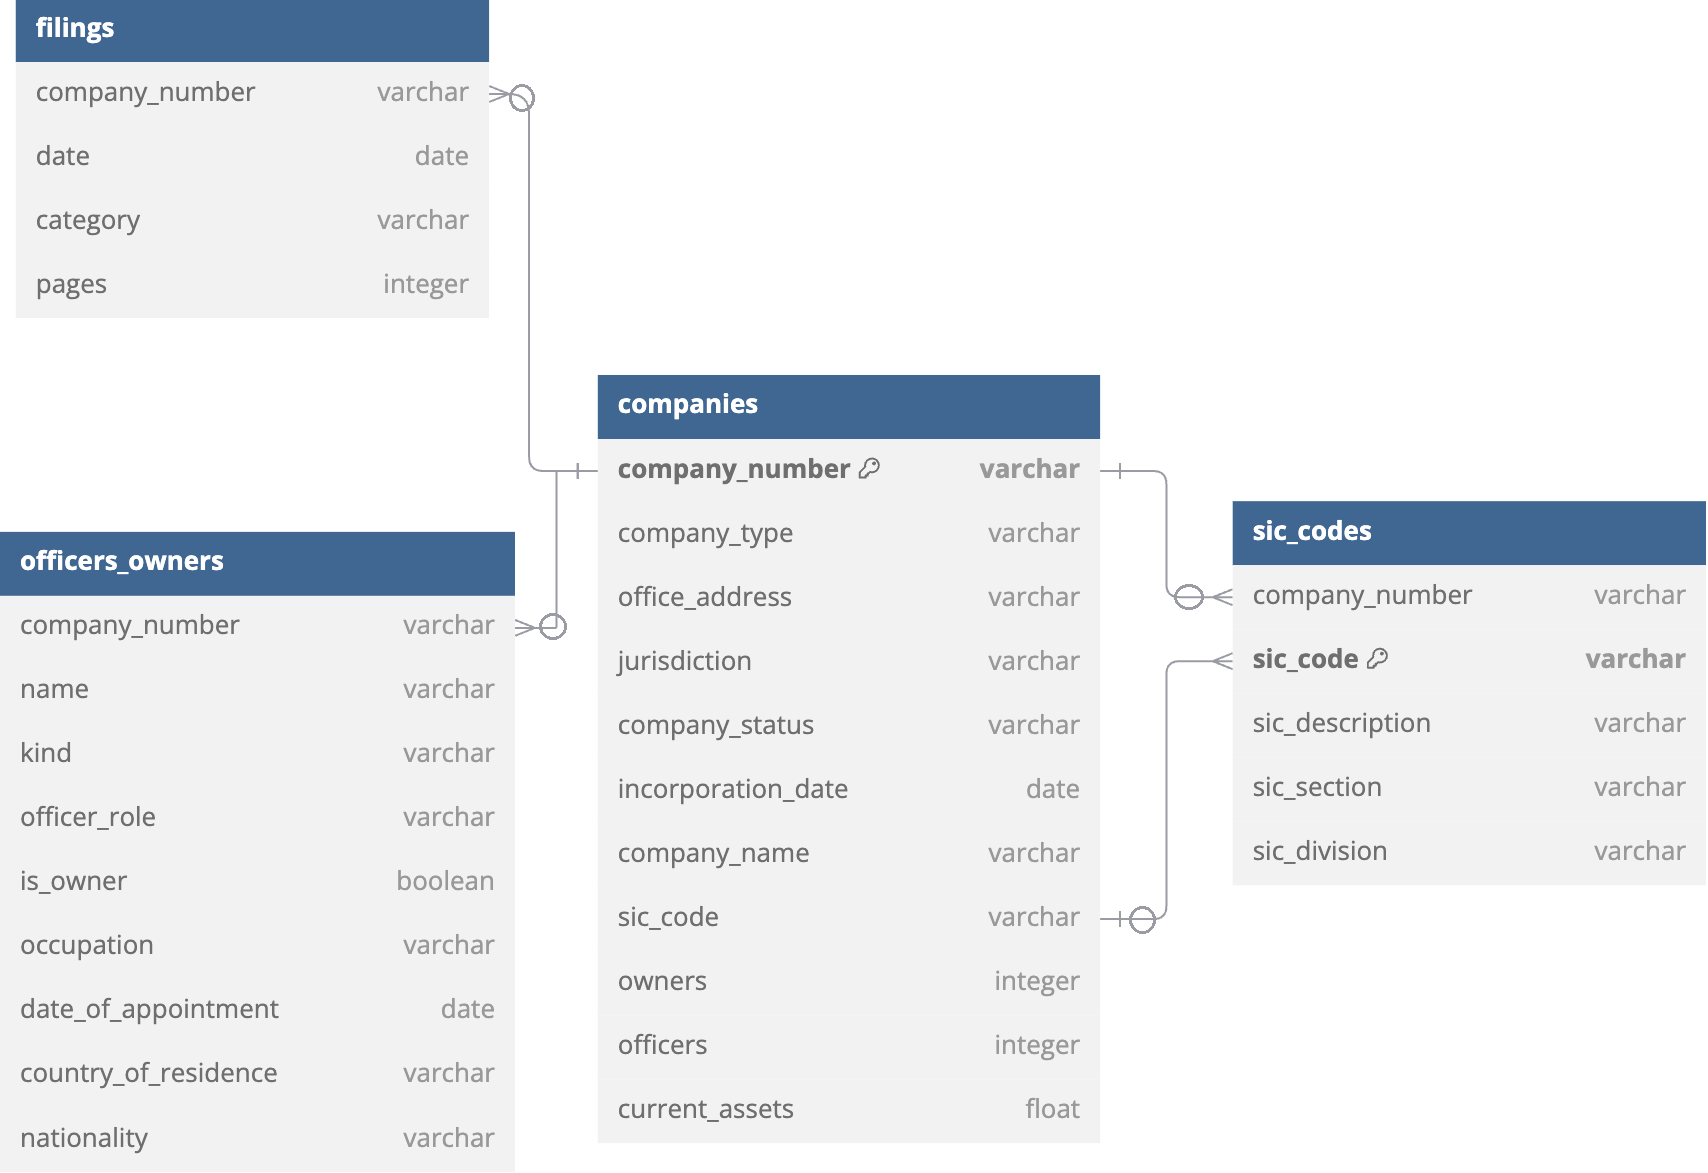 filings
company_number varchar
date date
category varchar
pages integer
officers_owners
company_number varchar
name varchar
kind varchar
officer_role varchar
is_owner boolean
occupation varchar
date_of_appointment date
country_of_residence varchar
nationality varchar
companies
company_number varchar
company_type varchar
office_address varchar
jurisdiction varchar
company_status varchar
incorporation_date date
company_name varchar
sic_code varchar
owners integer
officers integer
current_assets float
sic_codes
company_number varchar
sic_code varchar
sic_description varchar
sic_section varchar
sic_division varchar